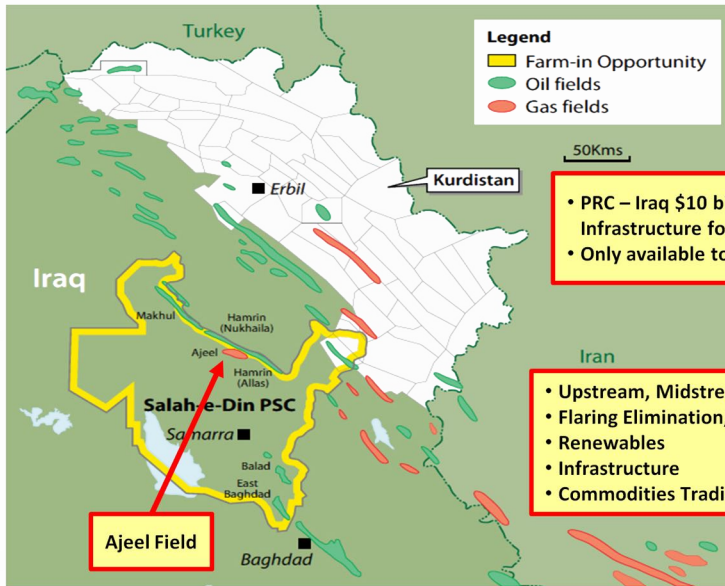 Turkey
Legend
Farm-in Opportunity
Oil fields
Gas fields
50Kms
Erbil
Kurdistan
• PRC – Iraq $10 b
Infrastructure fo
• Only available to
Iraq
Makhul
Hamrin
(Nukhaila)
Ajeel
Hamrin
(Allas)
Iran
Salah-e-Din PSC
Samarra
• Upstream, Midstre
• Flaring Elimination,
• Renewables
• Infrastructure
• Commodities Tradi
Balad
East
Baghdad
Ajeel Field
Baghdad